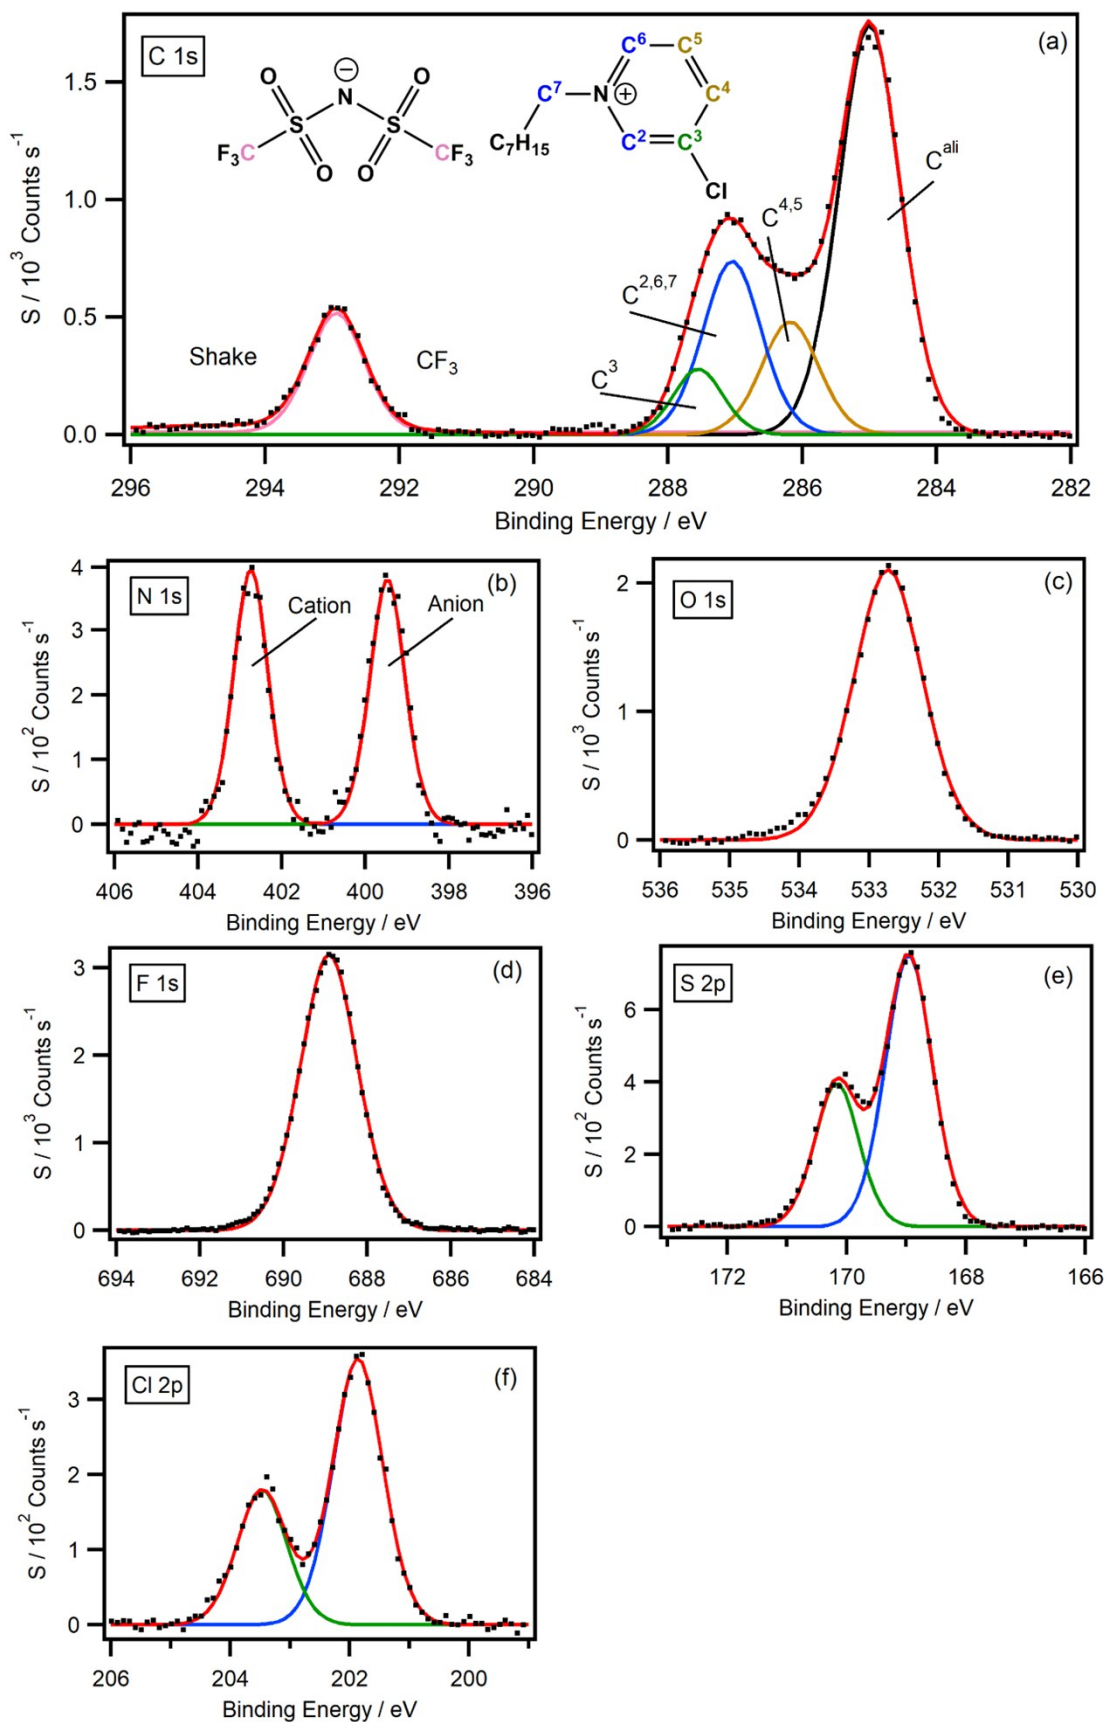 C 1s
(a)
O
⊖
O
N
S
S
F₃C
CF₃
O
O
C⁶
C⁵
C⁷
N
⊕
C⁴
C₇H₁₅
C²
C³
Cl
Cᵃˡⁱ
C⁴,⁵
C²,⁶,⁷
C³
Shake
CF₃
1.5
1.0
0.5
0.0
S / 10³ Counts s⁻¹
296 294 292 290 288 286 284 282
Binding Energy / eV
N 1s
(b)
Cation
Anion
4
3
2
1
0
S / 10² Counts s⁻¹
406 404 402 400 398 396
Binding Energy / eV
O 1s
(c)
2
1
0
S / 10³ Counts s⁻¹
536 535 534 533 532 531 530
Binding Energy / eV
F 1s
(d)
3
2
1
0
S / 10³ Counts s⁻¹
694 692 690 688 686 684
Binding Energy / eV
S 2p
(e)
6
4
2
0
S / 10² Counts s⁻¹
172 170 168 166
Binding Energy / eV
Cl 2p
(f)
3
2
1
0
S / 10² Counts s⁻¹
206 204 202 200
Binding Energy / eV